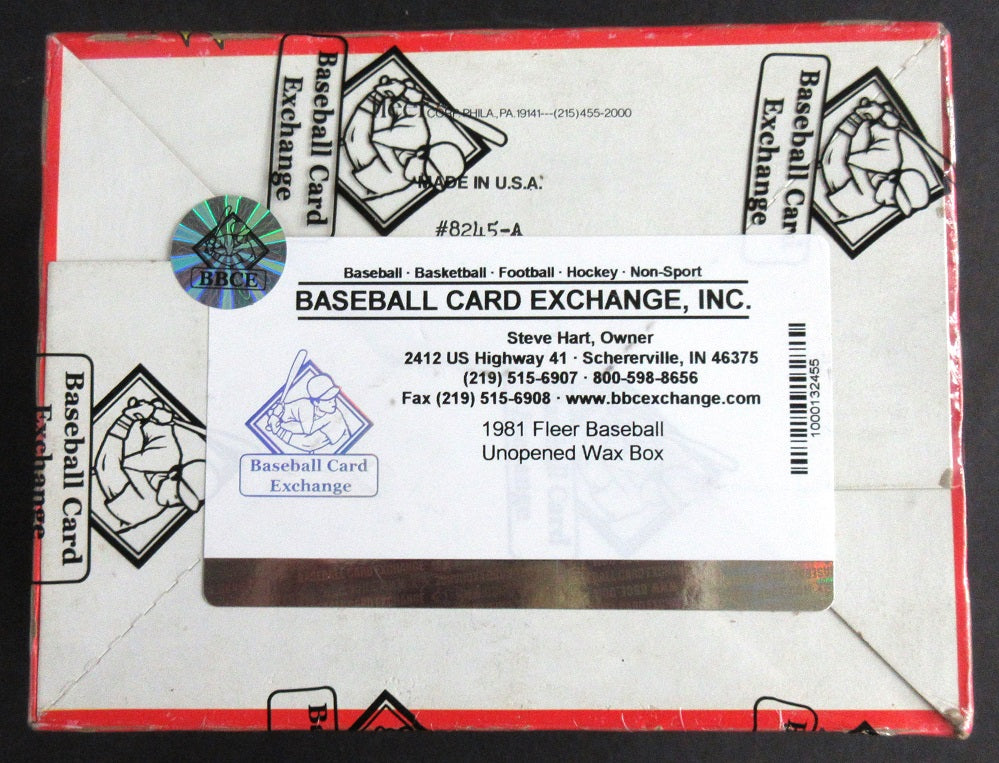 Baseball Card
Exchange
Baseball Card
Exchange
CORP. PHILA., PA. 19141---(215)455-2000
MADE IN U.S.A.
#8245-A
BBCE
Baseball · Basketball · Football · Hockey · Non-Sport
BASEBALL CARD EXCHANGE, INC.
Steve Hart, Owner
2412 US Highway 41 · Schererville, IN 46375
(219) 515-6907 · 800-598-8656
Fax (219) 515-6908 · www.bbcexchange.com
1981 Fleer Baseball
Unopened Wax Box
1000132455
Baseball Card
Exchange
Baseball Card
Exchange